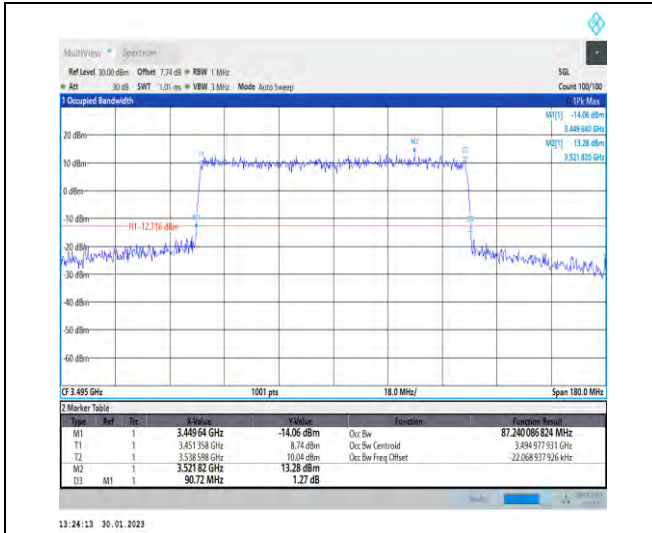 MultiView Spectrum
Ref Level 30.00 dBm Offset 7.74 dB RBW 1 MHz SGL
Att 30 dB SWT 1.01 ms VBW 3 MHz Mode Auto Sweep Count 100/100
1 Occupied Bandwidth 1Pk Max
M1[1] -14.06 dBm
3.449 640 GHz
M2[1] 13.28 dBm
3.521 820 GHz
20 dBm
M2
T1
10 dBm
0 dBm
-10 dBm
H1 -12.716 dBm
-20 dBm
-30 dBm
-40 dBm
-50 dBm
-60 dBm
CF 3.495 GHz 1001 pts 18.0 MHz/ Span 180.0 MHz
2 Marker Table
Type Ref Trc X-Value Y-Value Function Function Result
M1 1 3.449 64 GHz -14.06 dBm Occ Bw 87.240 086 824 MHz
T1 1 3.451 358 GHz 8.74 dBm Occ Bw Centroid 3.494 977 931 GHz
T2 1 3.538 598 GHz 10.04 dBm Occ Bw Freq Offset -22.068 937 926 kHz
M2 1 3.521 82 GHz 13.28 dBm
D3 M1 1 90.72 MHz 1.27 dB
13:24:13 30.01.2023